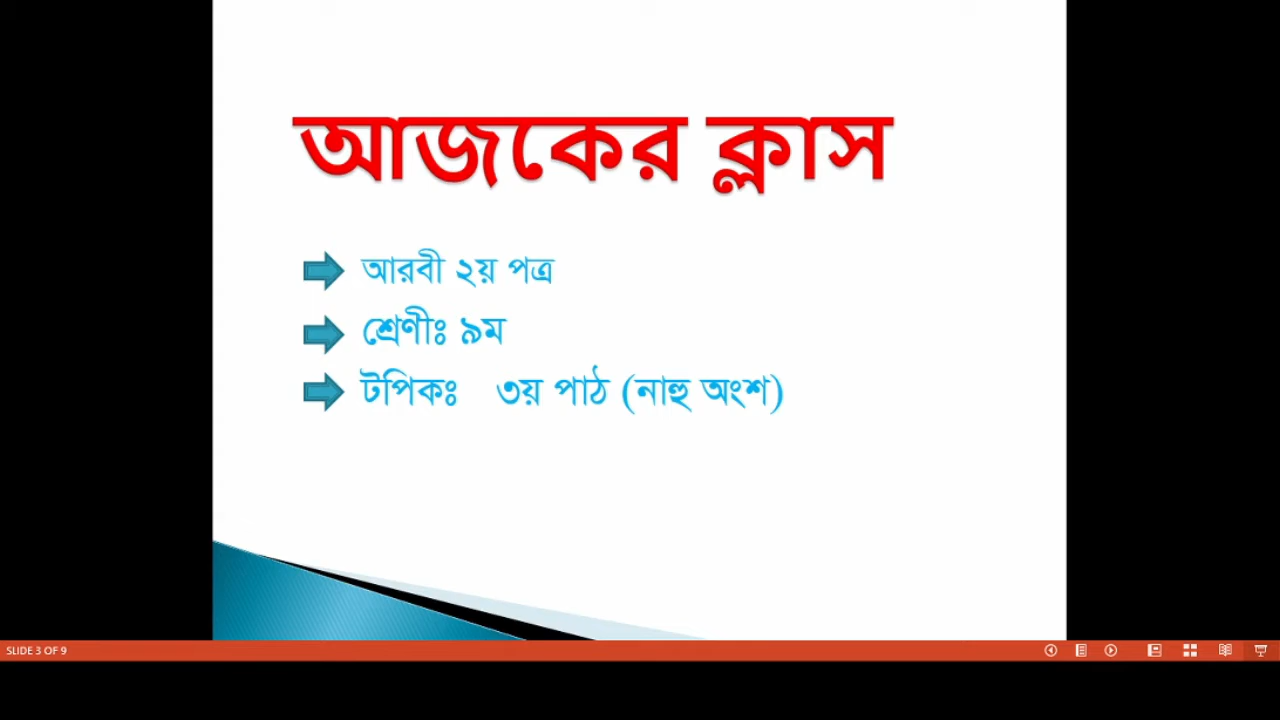 আজকের ক্লাস
আরবী ২য় পত্র
শ্রেণীঃ ৯ম
টপিকঃ ৩য় পাঠ (নাহু অংশ)
SLIDE 3 OF 9